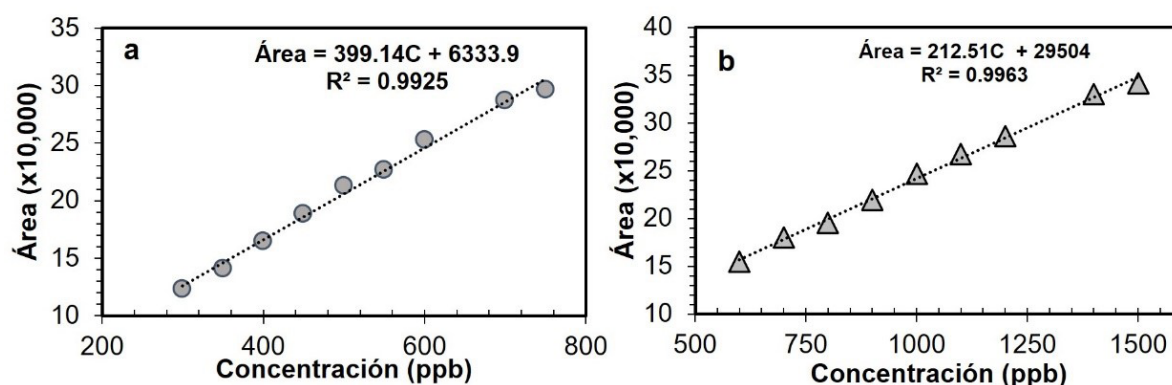 a
Área = 399.14C + 6333.9
R² = 0.9925
Área (x10,000)
35
30
25
20
15
10
200
400
600
800
Concentración (ppb)
b
Área = 212.51C + 29504
R² = 0.9963
Área (x10,000)
40
35
30
25
20
15
10
500
750
1000
1250
1500
Concentración (ppb)